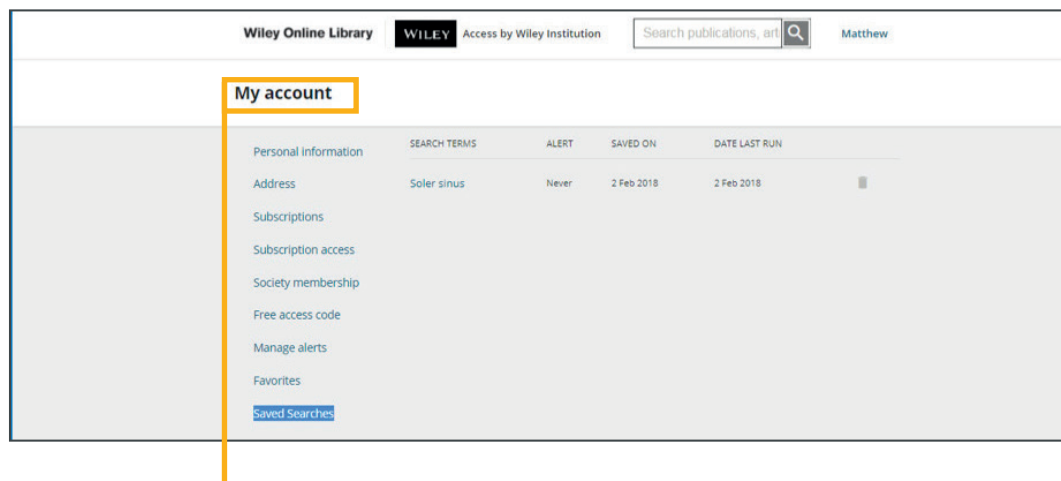 Wiley Online Library WILEY Access by Wiley Institution Search publications, art Matthew
My account
Personal information
Address
Subscriptions
Subscription access
Society membership
Free access code
Manage alerts
Favorites
Saved Searches
SEARCH TERMS ALERT SAVED ON DATE LAST RUN
Soler sinus Never 2 Feb 2018 2 Feb 2018